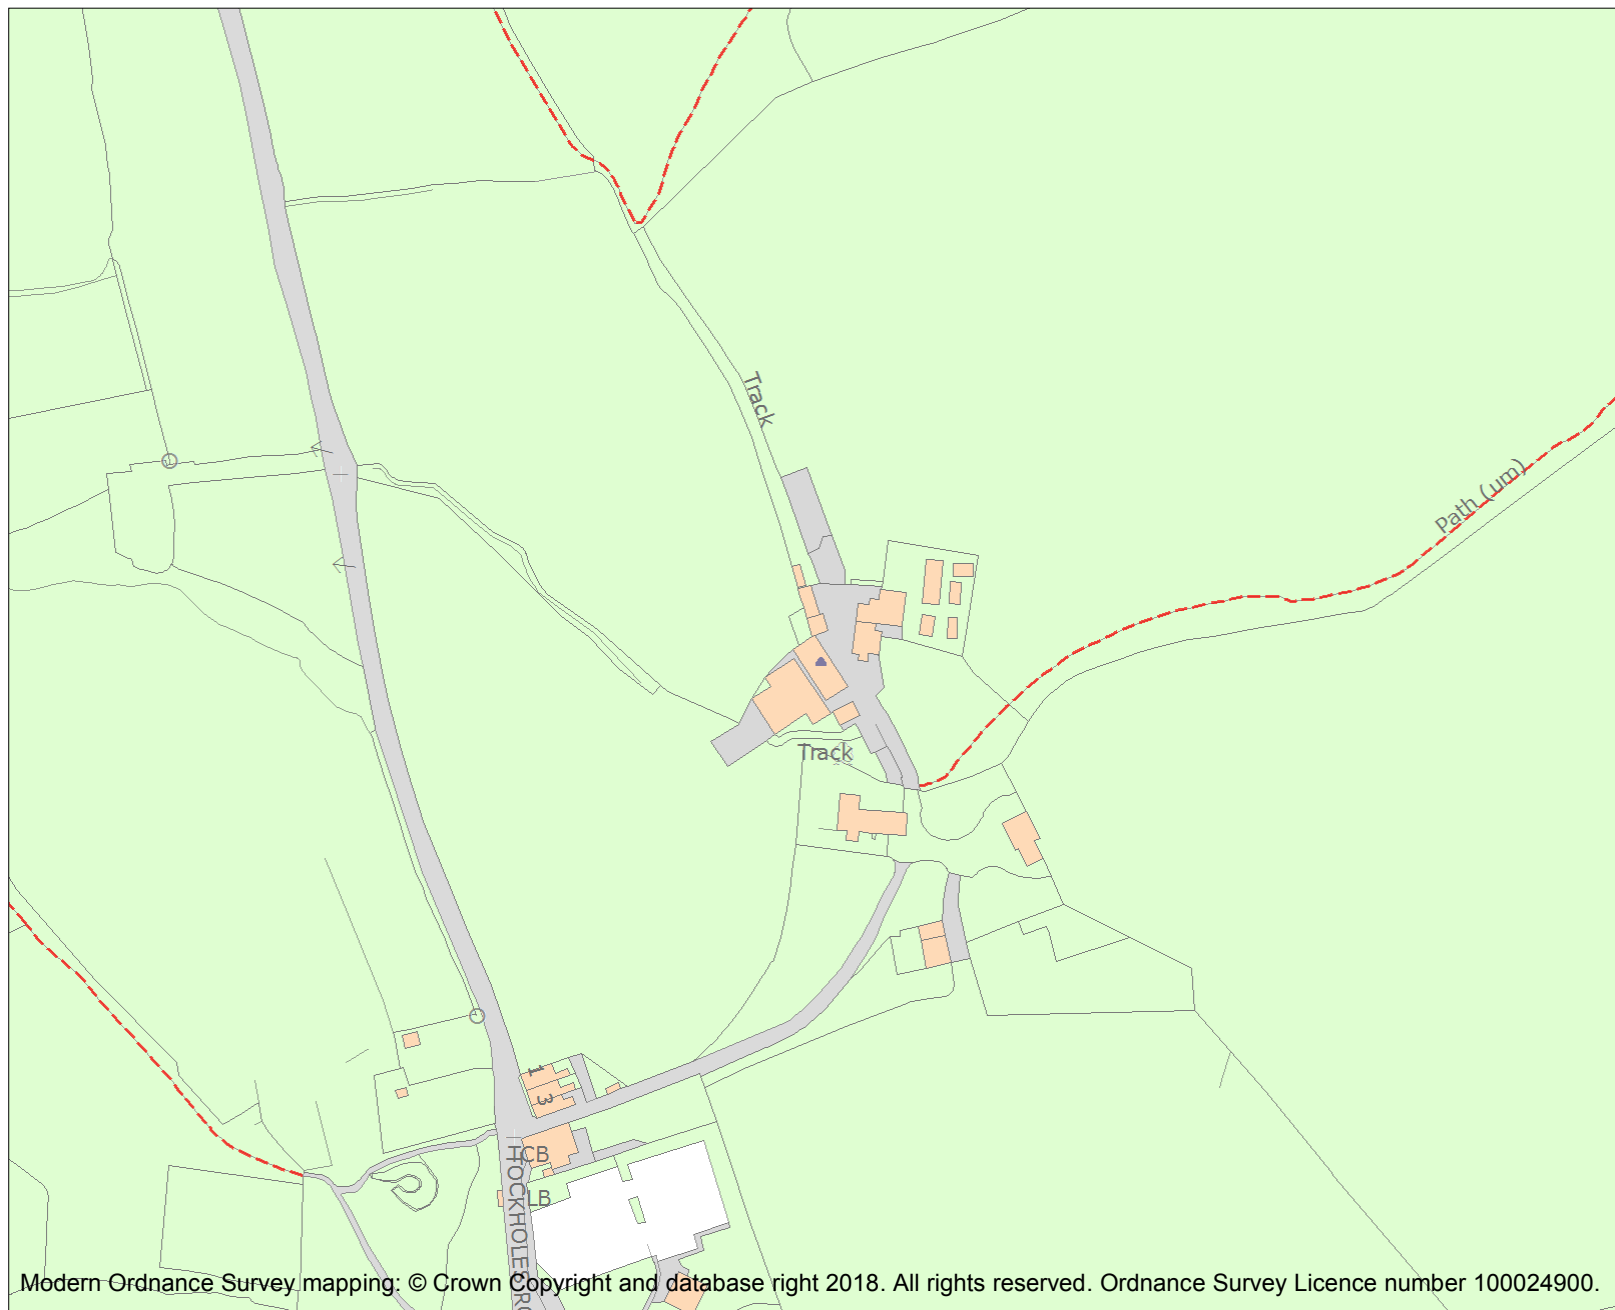 Track
Path (um)
Track
1
3
TCB
LB
Modern Ordnance Survey mapping: © Crown Copyright and database right 2018. All rights reserved. Ordnance Survey Licence number 100024900.